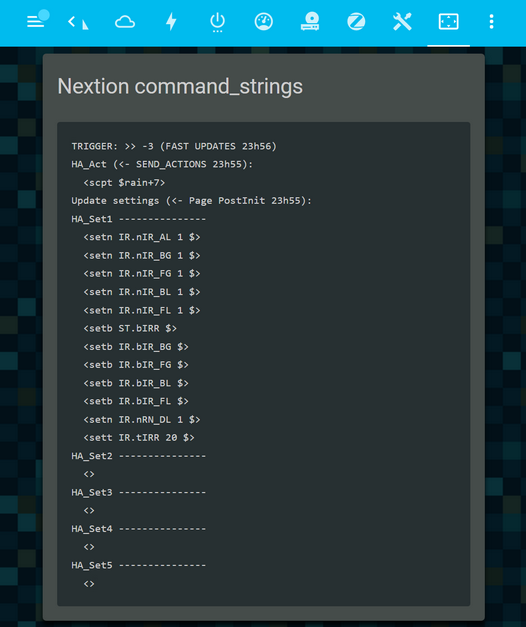 Nextion command_strings
TRIGGER: >> -3 (FAST UPDATES 23h56)
HA_Act (<- SEND_ACTIONS 23h55):
<scpt $rain+7>
Update settings (<- Page PostInit 23h55):
HA_Set1 ---------------
<setn IR.nIR_AL 1 $>
<setn IR.nIR_BG 1 $>
<setn IR.nIR_FG 1 $>
<setn IR.nIR_BL 1 $>
<setn IR.nIR_FL 1 $>
<setb ST.bIRR $>
<setb IR.bIR_BG $>
<setb IR.bIR_FG $>
<setb IR.bIR_BL $>
<setb IR.bIR_FL $>
<setn IR.nRN_DL 1 $>
<sett IR.tIRR 20 $>
HA_Set2 ---------------
<>
HA_Set3 ---------------
<>
HA_Set4 ---------------
<>
HA_Set5 ---------------
<>